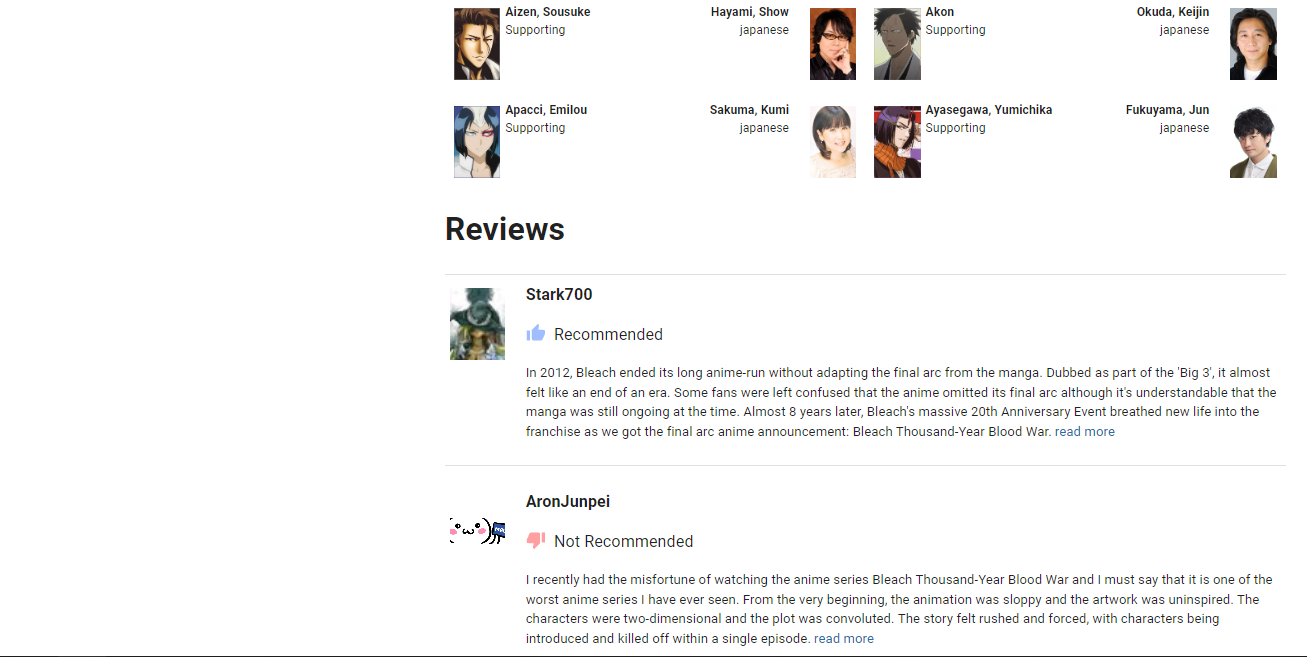 Aizen, Sousuke
Supporting
Hayami, Show
japanese
Akon
Supporting
Okuda, Keijin
japanese
Apacci, Emilou
Supporting
Sakuma, Kumi
japanese
Ayasegawa, Yumichika
Supporting
Fukuyama, Jun
japanese
Reviews
Stark700
Recommended
In 2012, Bleach ended its long anime-run without adapting the final arc from the manga. Dubbed as part of the 'Big 3', it almost
felt like an end of an era. Some fans were left confused that the anime omitted its final arc although it's understandable that the
manga was still ongoing at the time. Almost 8 years later, Bleach's massive 20th Anniversary Event breathed new life into the
franchise as we got the final arc anime announcement: Bleach Thousand-Year Blood War. read more
AronJunpei
Not Recommended
I recently had the misfortune of watching the anime series Bleach Thousand-Year Blood War and I must say that it is one of the
worst anime series I have ever seen. From the very beginning, the animation was sloppy and the artwork was uninspired. The
characters were two-dimensional and the plot was convoluted. The story felt rushed and forced, with characters being
introduced and killed off within a single episode. read more